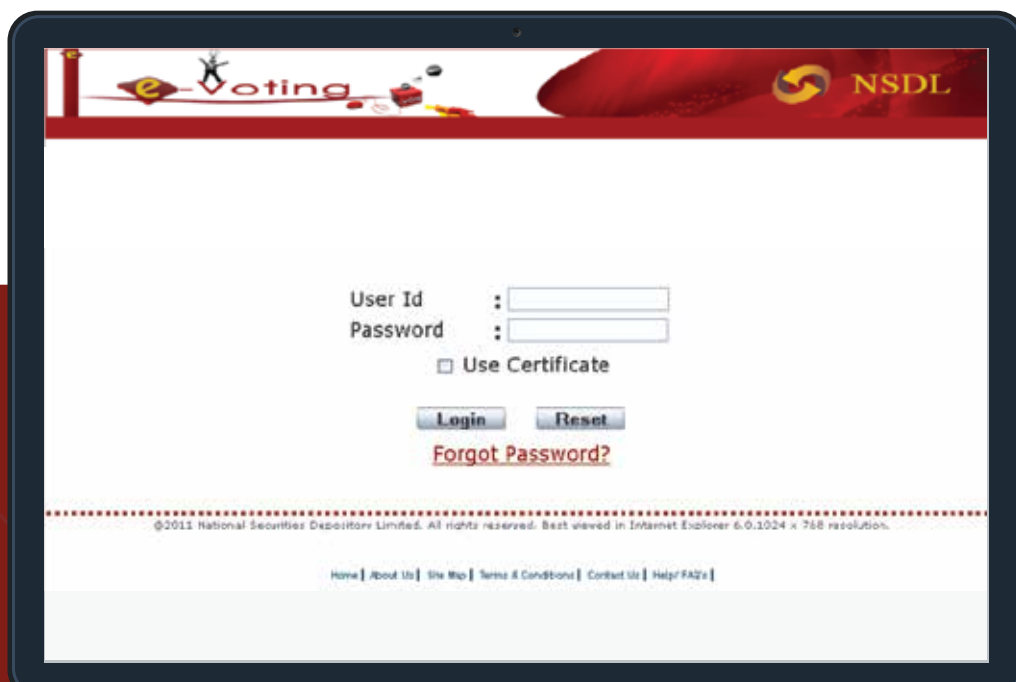 e
e-Voting
NSDL
User Id :
Password :
Use Certificate
Login Reset
Forgot Password?
@2011 National Securities Depository Limited. All rights reserved. Best viewed in Internet Explorer 6.0.1024 x 768 resolution.
Home | About Us | Site Map | Terms & Conditions | Contact Us | Help/ FAQ's |